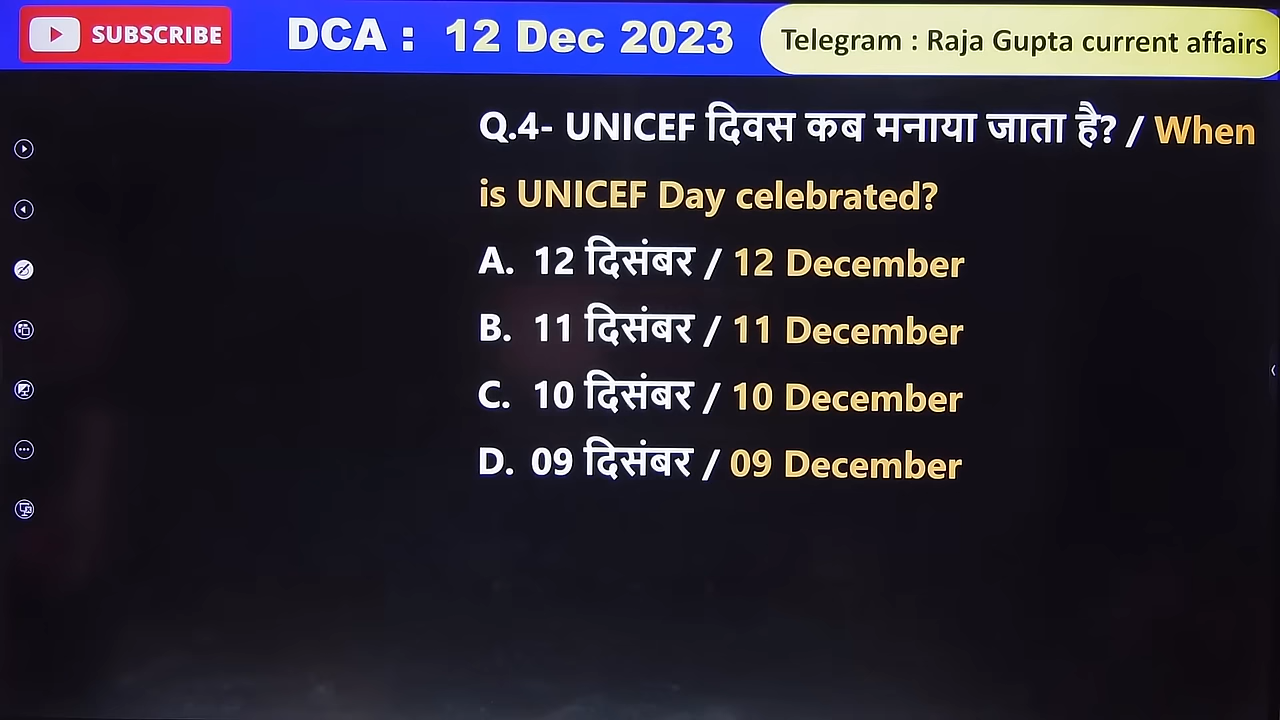 SUBSCRIBE DCA : 12 Dec 2023 Telegram : Raja Gupta current affairs
Q.4- UNICEF दिवस कब मनाया जाता है? / When
is UNICEF Day celebrated?
A. 12 दिसंबर / 12 December
B. 11 दिसंबर / 11 December
C. 10 दिसंबर / 10 December
D. 09 दिसंबर / 09 December